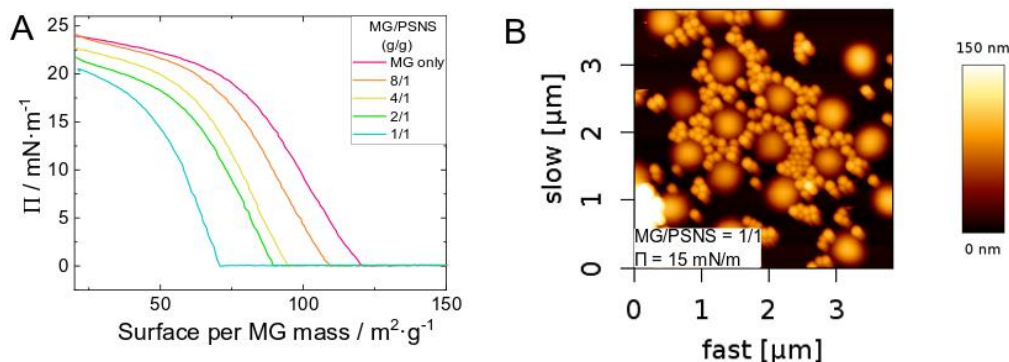 A
25
20
15
10
5
0
Π / mN·m⁻¹
50
100
150
Surface per MG mass / m²·g⁻¹
MG/PSNS
(g/g)
MG only
8/1
4/1
2/1
1/1
B
3
2
1
0
slow [µm]
MG/PSNS = 1/1
Π = 15 mN/m
0
1
2
3
fast [µm]
150 nm
0 nm